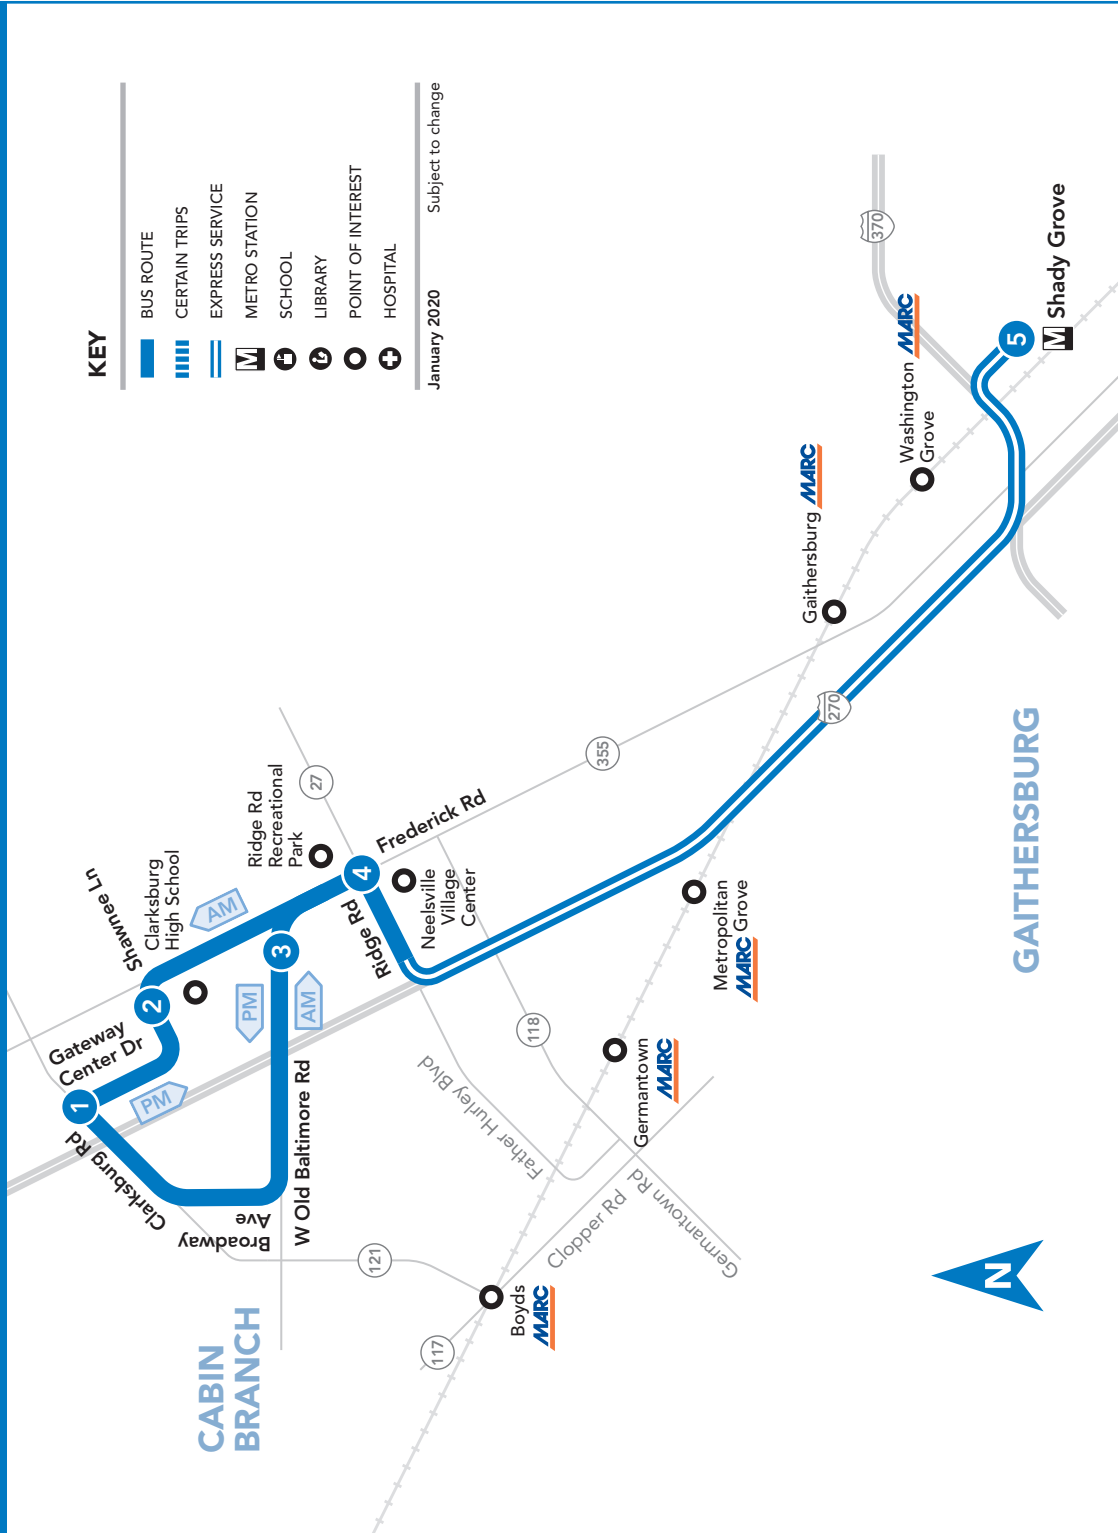 KEY
BUS ROUTE
CERTAIN TRIPS
EXPRESS SERVICE
M METRO STATION
SCHOOL
LIBRARY
POINT OF INTEREST
HOSPITAL
January 2020 Subject to change
CABIN
BRANCH
GAITHERSBURG
1
2
3
4
5
Clarksburg Rd
Gateway
Center Dr
Shawnee Ln
Clarksburg
High School
PM
AM
PM
AM
Broadway
Ave
W Old Baltimore Rd
Ridge Rd
Recreational
Park
27
Frederick Rd
Ridge Rd
Neelsville
Village
Center
355
118
Father Hurley Blvd
121
117
Boyds
MARC
Clopper Rd
Germantown Rd
Germantown
MARC
Metropolitan
Grove
MARC
270
Gaithersburg MARC
Washington
Grove
MARC
370
M Shady Grove
N